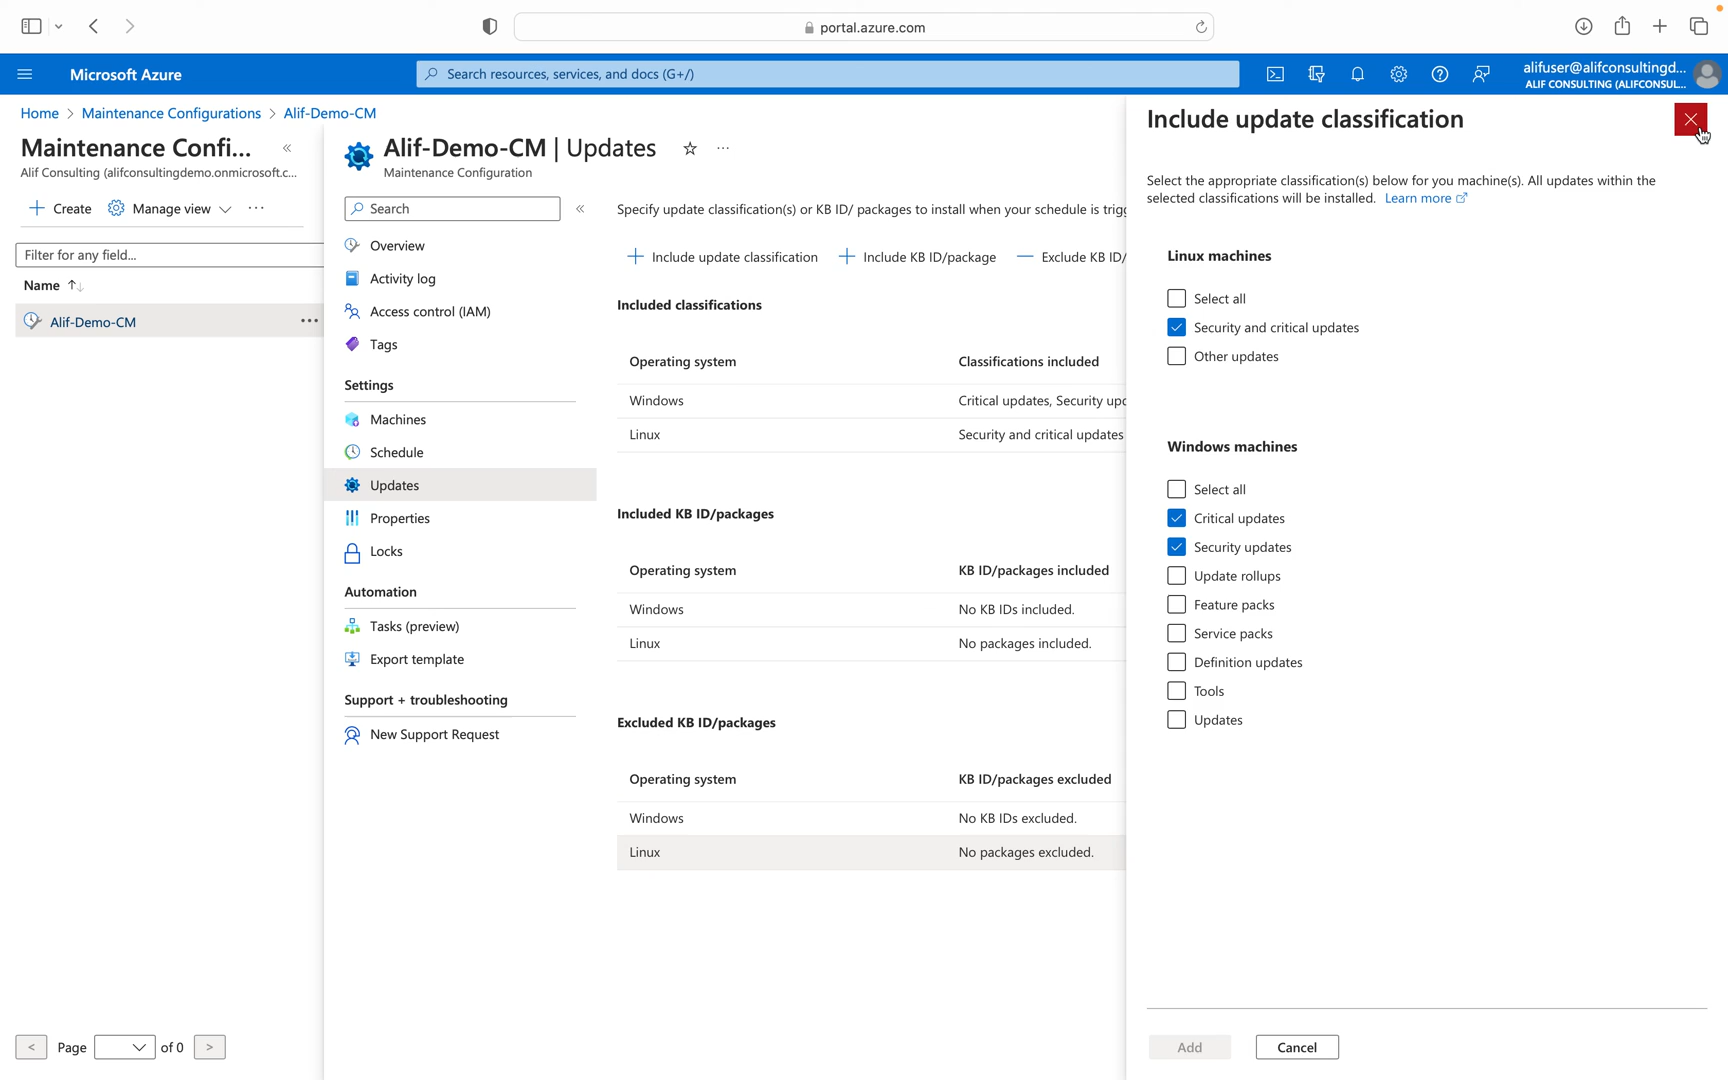 portal.azure.com
Microsoft Azure
Search resources, services, and docs (G+/)
alifuser@alifconsultingd...
ALIF CONSULTING (ALIFCONSUL...
Home > Maintenance Configurations > Alif-Demo-CM
Maintenance Confi...
Alif Consulting (alifconsultingdemo.onmicrosoft.c...
Create
Manage view
Filter for any field...
Name
Alif-Demo-CM
< Page of 0 >
Alif-Demo-CM | Updates
Maintenance Configuration
Search
Overview
Activity log
Access control (IAM)
Tags
Settings
Machines
Schedule
Updates
Properties
Locks
Automation
Tasks (preview)
Export template
Support + troubleshooting
New Support Request
Specify update classification(s) or KB ID/ packages to install when your schedule is trigg
Include update classification
Include KB ID/package
Exclude KB ID/
Included classifications
Operating system Classifications included
Windows Critical updates, Security upd
Linux Security and critical updates
Included KB ID/packages
Operating system KB ID/packages included
Windows No KB IDs included.
Linux No packages included.
Excluded KB ID/packages
Operating system KB ID/packages excluded
Windows No KB IDs excluded.
Linux No packages excluded.
Include update classification
Select the appropriate classification(s) below for you machine(s). All updates within the
selected classifications will be installed. Learn more
Linux machines
Select all
Security and critical updates
Other updates
Windows machines
Select all
Critical updates
Security updates
Update rollups
Feature packs
Service packs
Definition updates
Tools
Updates
Add
Cancel